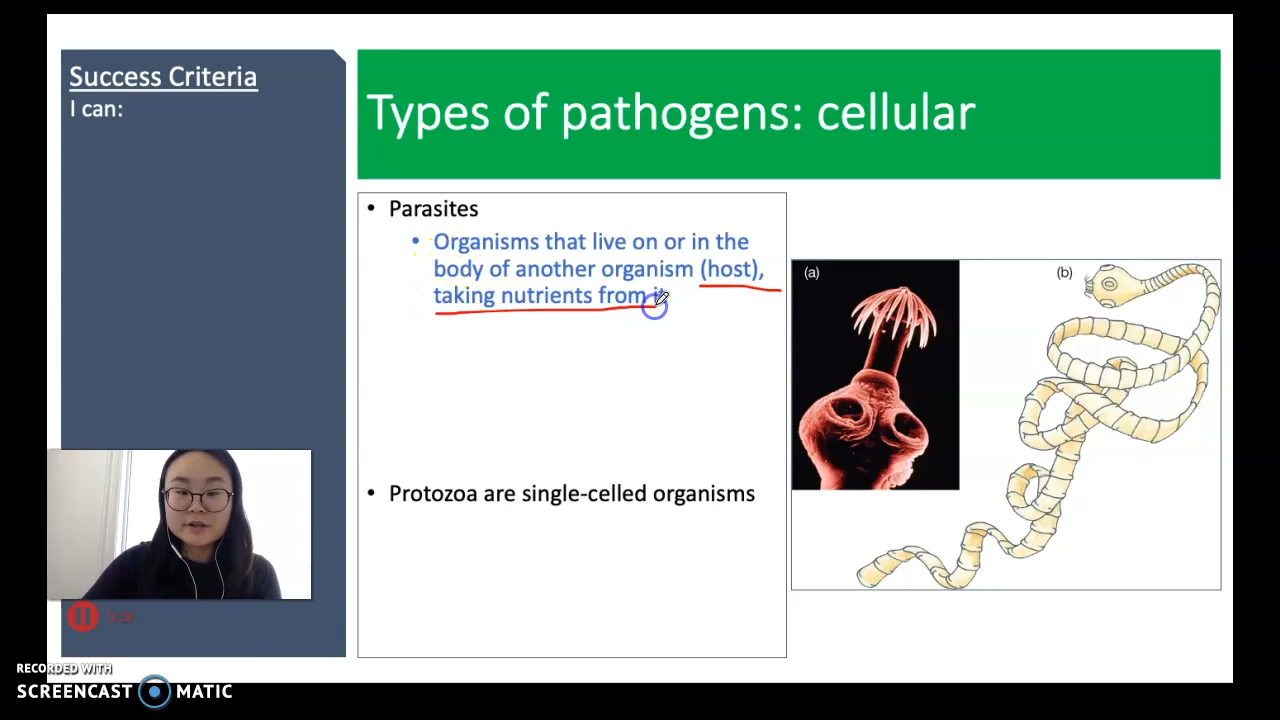 Success Criteria
I can:
Types of pathogens: cellular
• Parasites
• Organisms that live on or in the
body of another organism (host),
taking nutrients from it
• Protozoa are single-celled organisms
(a)
(b)
RECORDED WITH
SCREENCAST MATIC